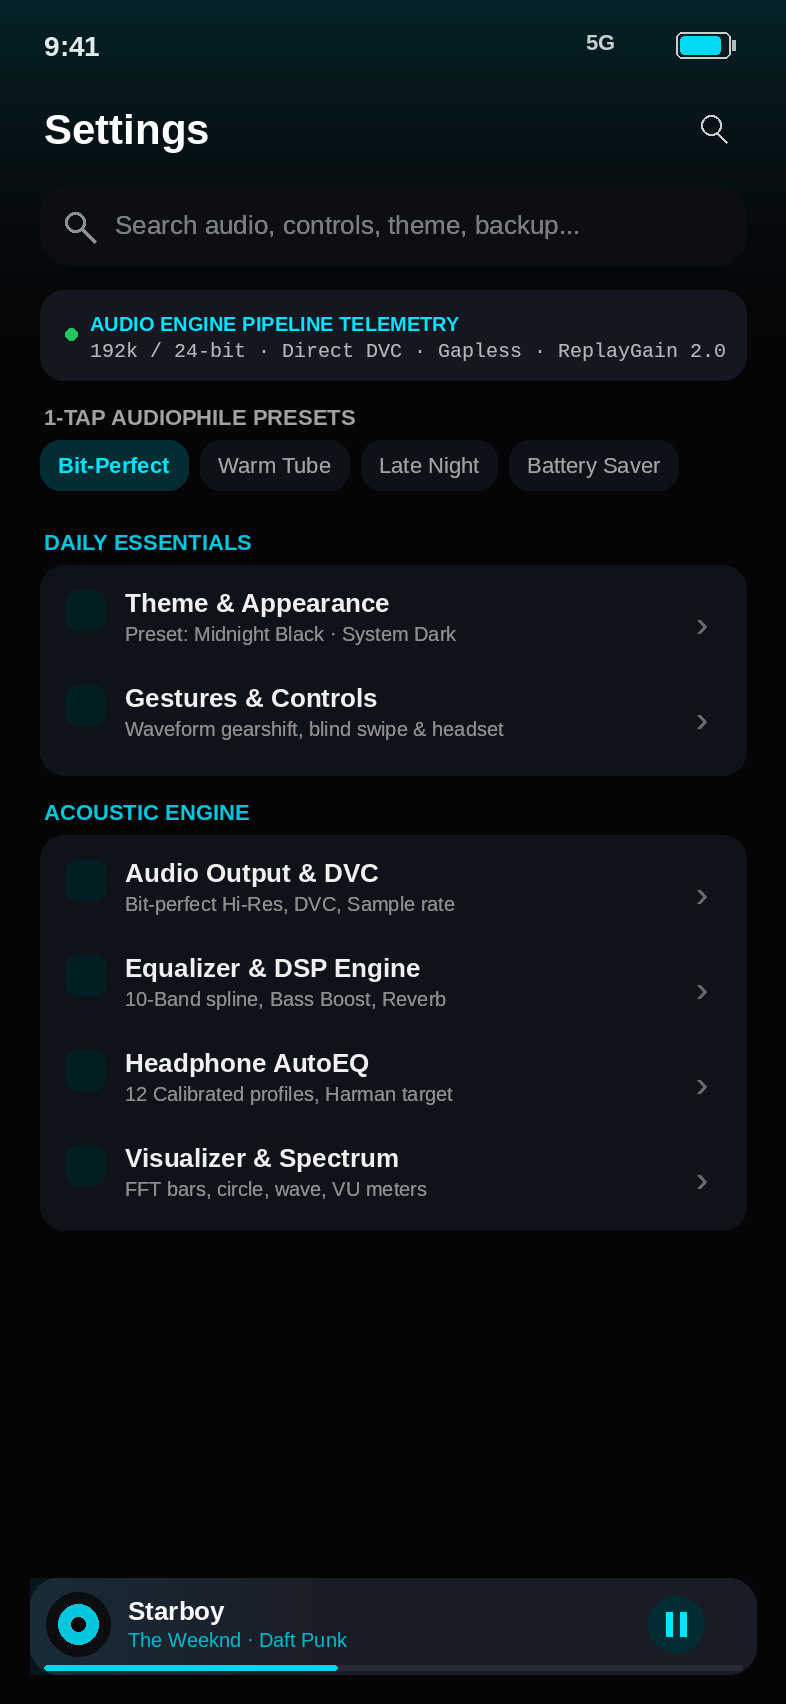 9:41
5G
Settings
Search audio, controls, theme, backup...
AUDIO ENGINE PIPELINE TELEMETRY
192k / 24-bit · Direct DVC · Gapless · ReplayGain 2.0
1-TAP AUDIOPHILE PRESETS
Bit-Perfect
Warm Tube
Late Night
Battery Saver
DAILY ESSENTIALS
Theme & Appearance
Preset: Midnight Black · System Dark
Gestures & Controls
Waveform gearshift, blind swipe & headset
ACOUSTIC ENGINE
Audio Output & DVC
Bit-perfect Hi-Res, DVC, Sample rate
Equalizer & DSP Engine
10-Band spline, Bass Boost, Reverb
Headphone AutoEQ
12 Calibrated profiles, Harman target
Visualizer & Spectrum
FFT bars, circle, wave, VU meters
Starboy
The Weeknd · Daft Punk